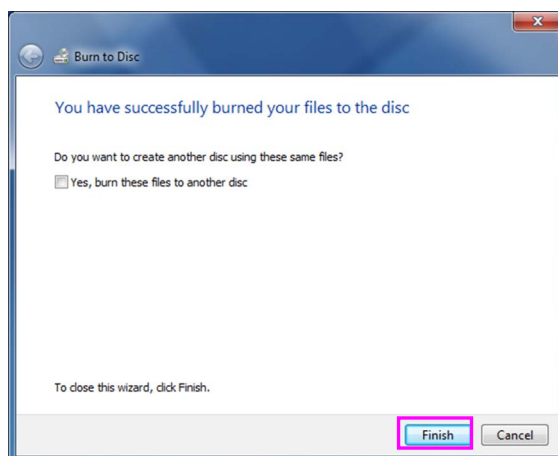 Burn to Disc
You have successfully burned your files to the disc
Do you want to create another disc using these same files?
Yes, burn these files to another disc
To close this wizard, click Finish.
Finish
Cancel